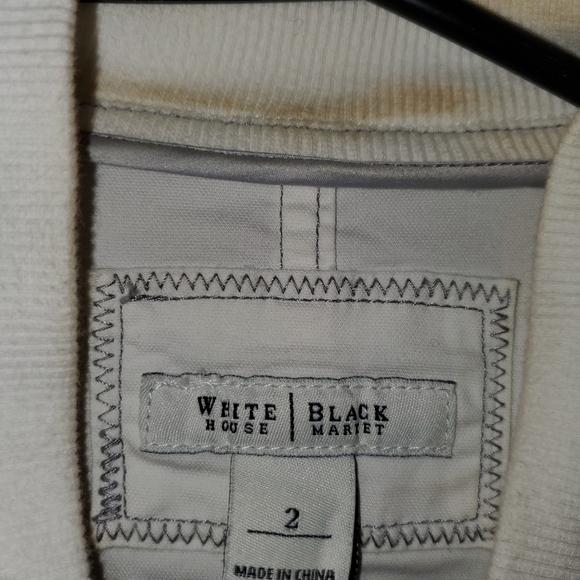 WHITE | BLACK
HOUSE MARKET
2
MADE IN CHINA